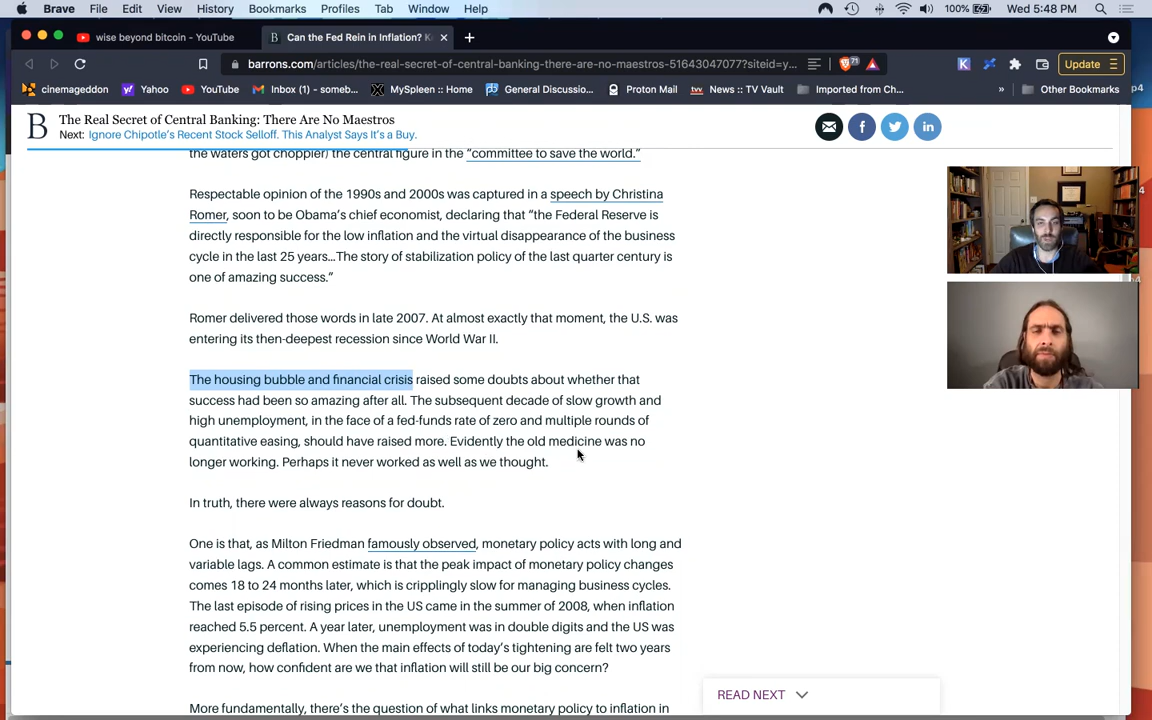 Brave File Edit View History Bookmarks Profiles Tab Window Help 100% Wed 5:48 PM
wise beyond bitcoin - YouTube
Can the Fed Rein in Inflation?
barrons.com/articles/the-real-secret-of-central-banking-there-are-no-maestros-51643047077?siteid=y...
71
Update
cinemageddon Yahoo YouTube Inbox (1) – someb... MySpleen :: Home General Discussio... Proton Mail News :: TV Vault Imported from Ch... » Other Bookmarks
p4
B
The Real Secret of Central Banking: There Are No Maestros
Next: Ignore Chipotle's Recent Stock Selloff. This Analyst Says It's a Buy.
the waters got choppier) the central figure in the “committee to save the world.”
Respectable opinion of the 1990s and 2000s was captured in a speech by Christina
Romer, soon to be Obama’s chief economist, declaring that “the Federal Reserve is
directly responsible for the low inflation and the virtual disappearance of the business
cycle in the last 25 years…The story of stabilization policy of the last quarter century is
one of amazing success.”
Romer delivered those words in late 2007. At almost exactly that moment, the U.S. was
entering its then-deepest recession since World War II.
The housing bubble and financial crisis raised some doubts about whether that
success had been so amazing after all. The subsequent decade of slow growth and
high unemployment, in the face of a fed-funds rate of zero and multiple rounds of
quantitative easing, should have raised more. Evidently the old medicine was no
longer working. Perhaps it never worked as well as we thought.
In truth, there were always reasons for doubt.
One is that, as Milton Friedman famously observed, monetary policy acts with long and
variable lags. A common estimate is that the peak impact of monetary policy changes
comes 18 to 24 months later, which is cripplingly slow for managing business cycles.
The last episode of rising prices in the US came in the summer of 2008, when inflation
reached 5.5 percent. A year later, unemployment was in double digits and the US was
experiencing deflation. When the main effects of today’s tightening are felt two years
from now, how confident are we that inflation will still be our big concern?
READ NEXT
More fundamentally, there’s the question of what links monetary policy to inflation in